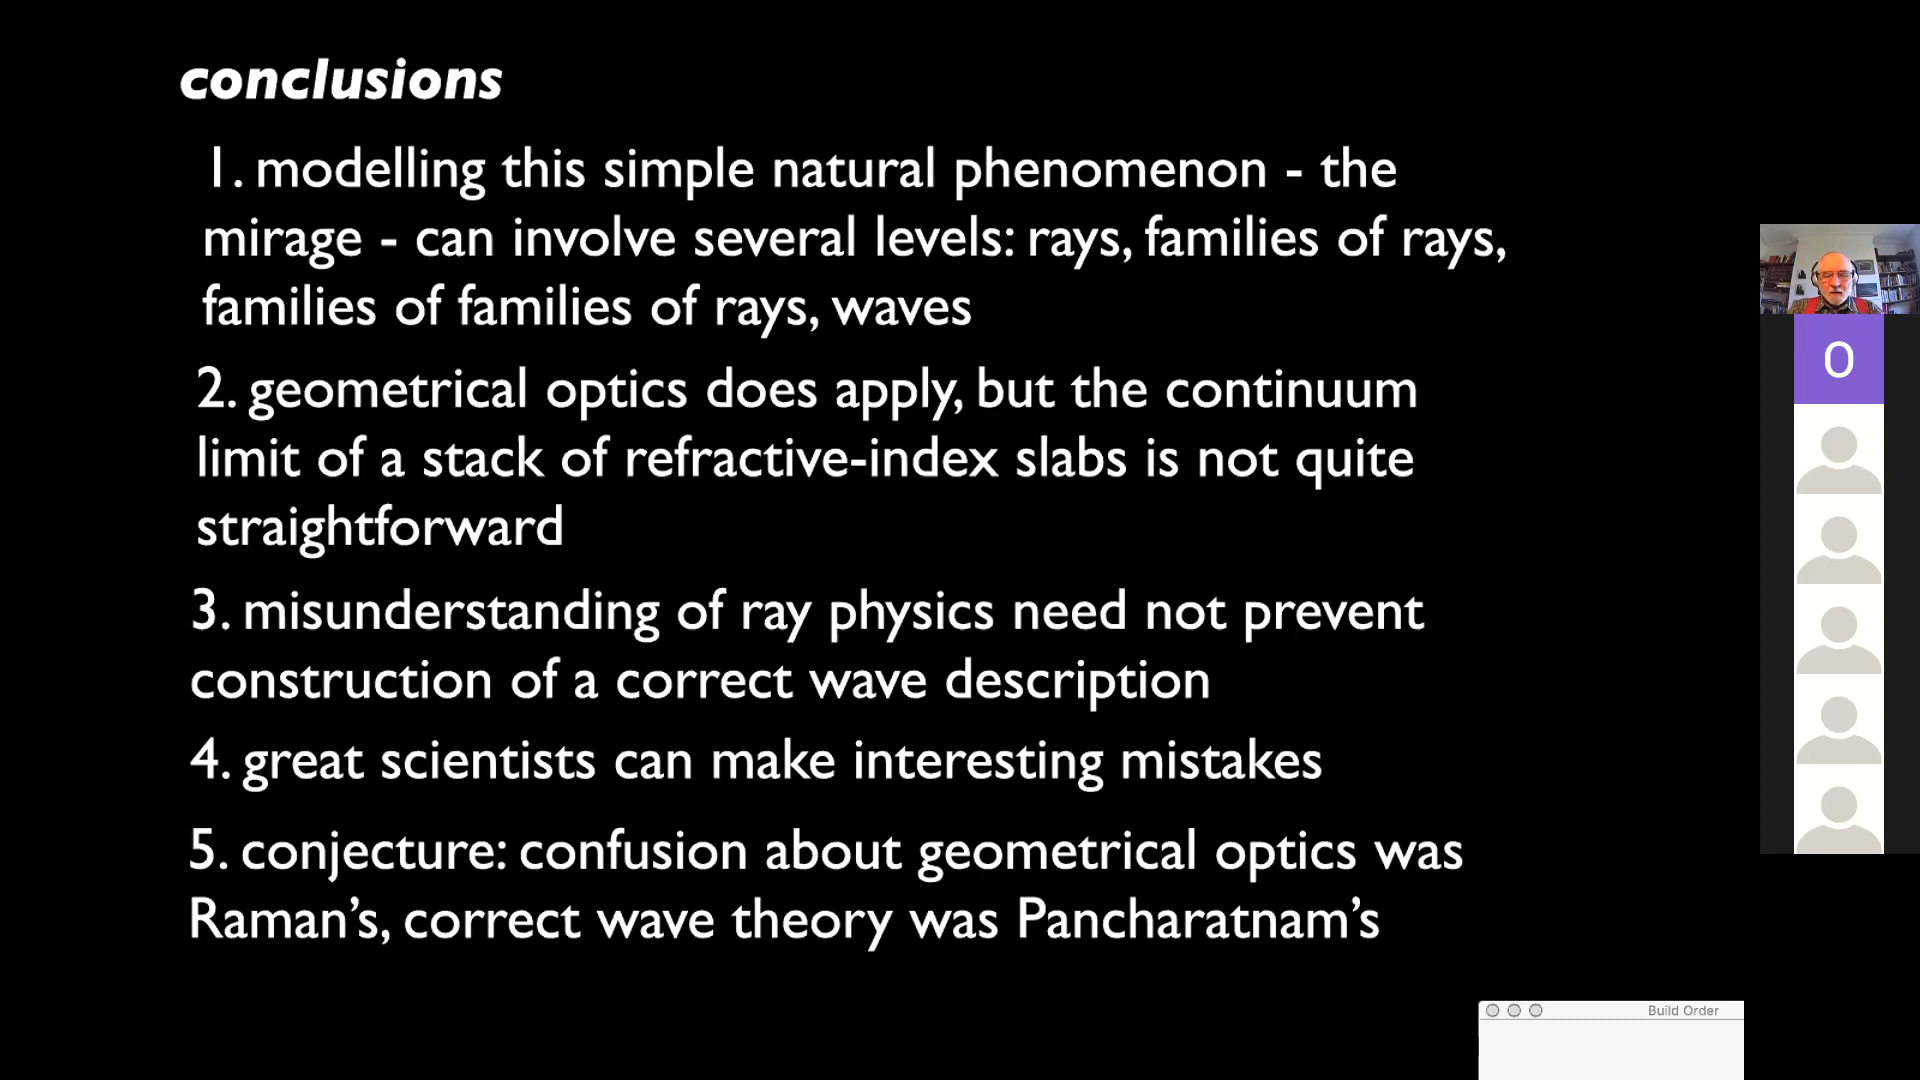 conclusions
1. modelling this simple natural phenomenon - the
mirage - can involve several levels: rays, families of rays,
families of families of rays, waves
2. geometrical optics does apply, but the continuum
limit of a stack of refractive-index slabs is not quite
straightforward
3. misunderstanding of ray physics need not prevent
construction of a correct wave description
4. great scientists can make interesting mistakes
5. conjecture: confusion about geometrical optics was
Raman’s, correct wave theory was Pancharatnam’s
O
Build Order